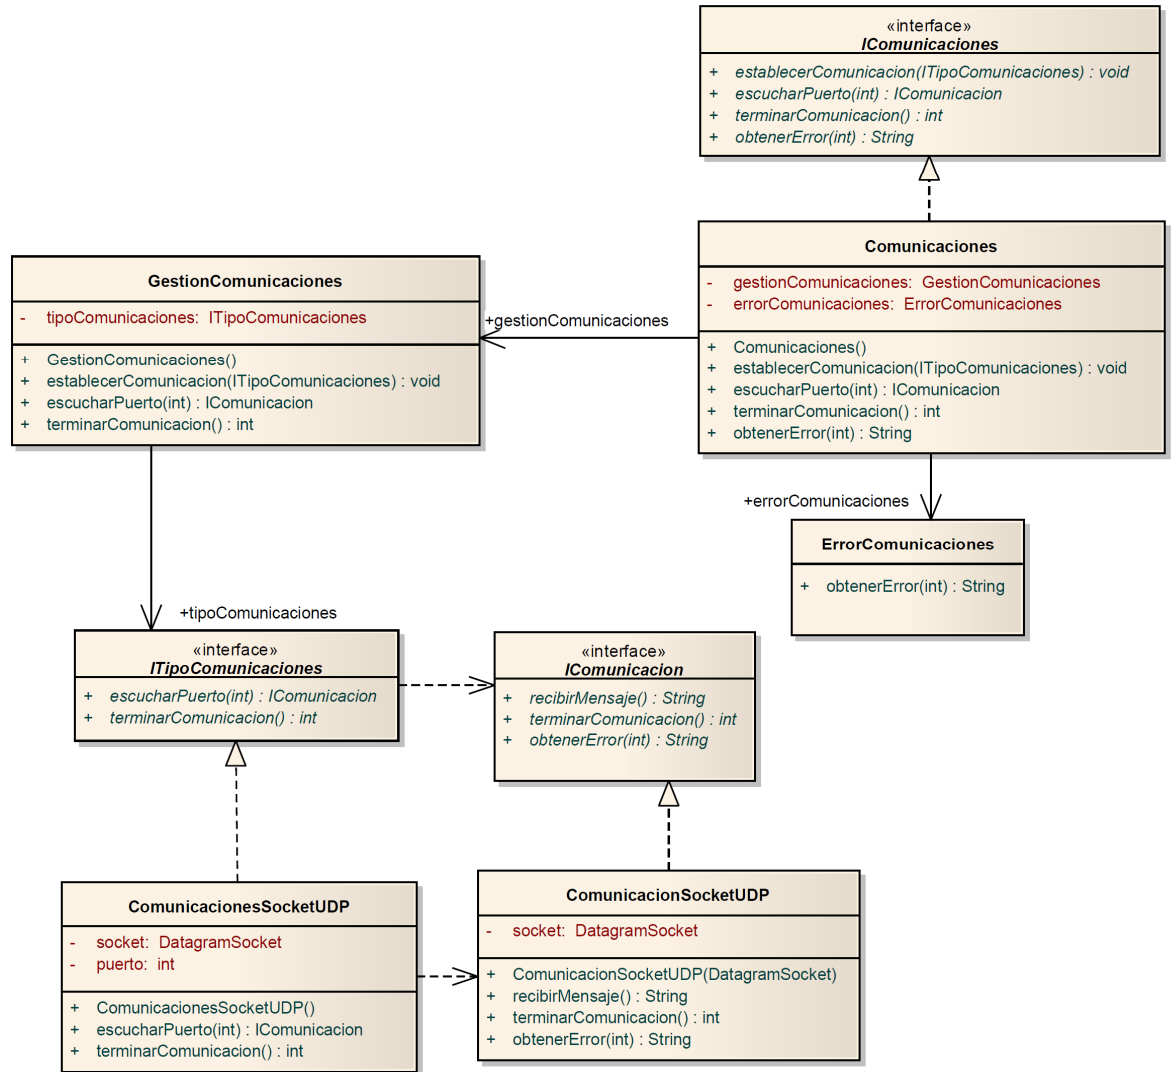 «interface»
IComunicaciones
+ establecerComunicacion(ITipoComunicaciones) : void
+ escucharPuerto(int) : IComunicacion
+ terminarComunicacion() : int
+ obtenerError(int) : String
Comunicaciones
- gestionComunicaciones: GestionComunicaciones
- errorComunicaciones: ErrorComunicaciones
+ Comunicaciones()
+ establecerComunicacion(ITipoComunicaciones) : void
+ escucharPuerto(int) : IComunicacion
+ terminarComunicacion() : int
+ obtenerError(int) : String
GestionComunicaciones
- tipoComunicaciones: ITipoComunicaciones
+ GestionComunicaciones()
+ establecerComunicacion(ITipoComunicaciones) : void
+ escucharPuerto(int) : IComunicacion
+ terminarComunicacion() : int
+gestionComunicaciones
+errorComunicaciones
ErrorComunicaciones
+ obtenerError(int) : String
+tipoComunicaciones
«interface»
ITipoComunicaciones
+ escucharPuerto(int) : IComunicacion
+ terminarComunicacion() : int
«interface»
IComunicacion
+ recibirMensaje() : String
+ terminarComunicacion() : int
+ obtenerError(int) : String
ComunicacionesSocketUDP
- socket: DatagramSocket
- puerto: int
+ ComunicacionesSocketUDP()
+ escucharPuerto(int) : IComunicacion
+ terminarComunicacion() : int
ComunicacionSocketUDP
- socket: DatagramSocket
+ ComunicacionSocketUDP(DatagramSocket)
+ recibirMensaje() : String
+ terminarComunicacion() : int
+ obtenerError(int) : String